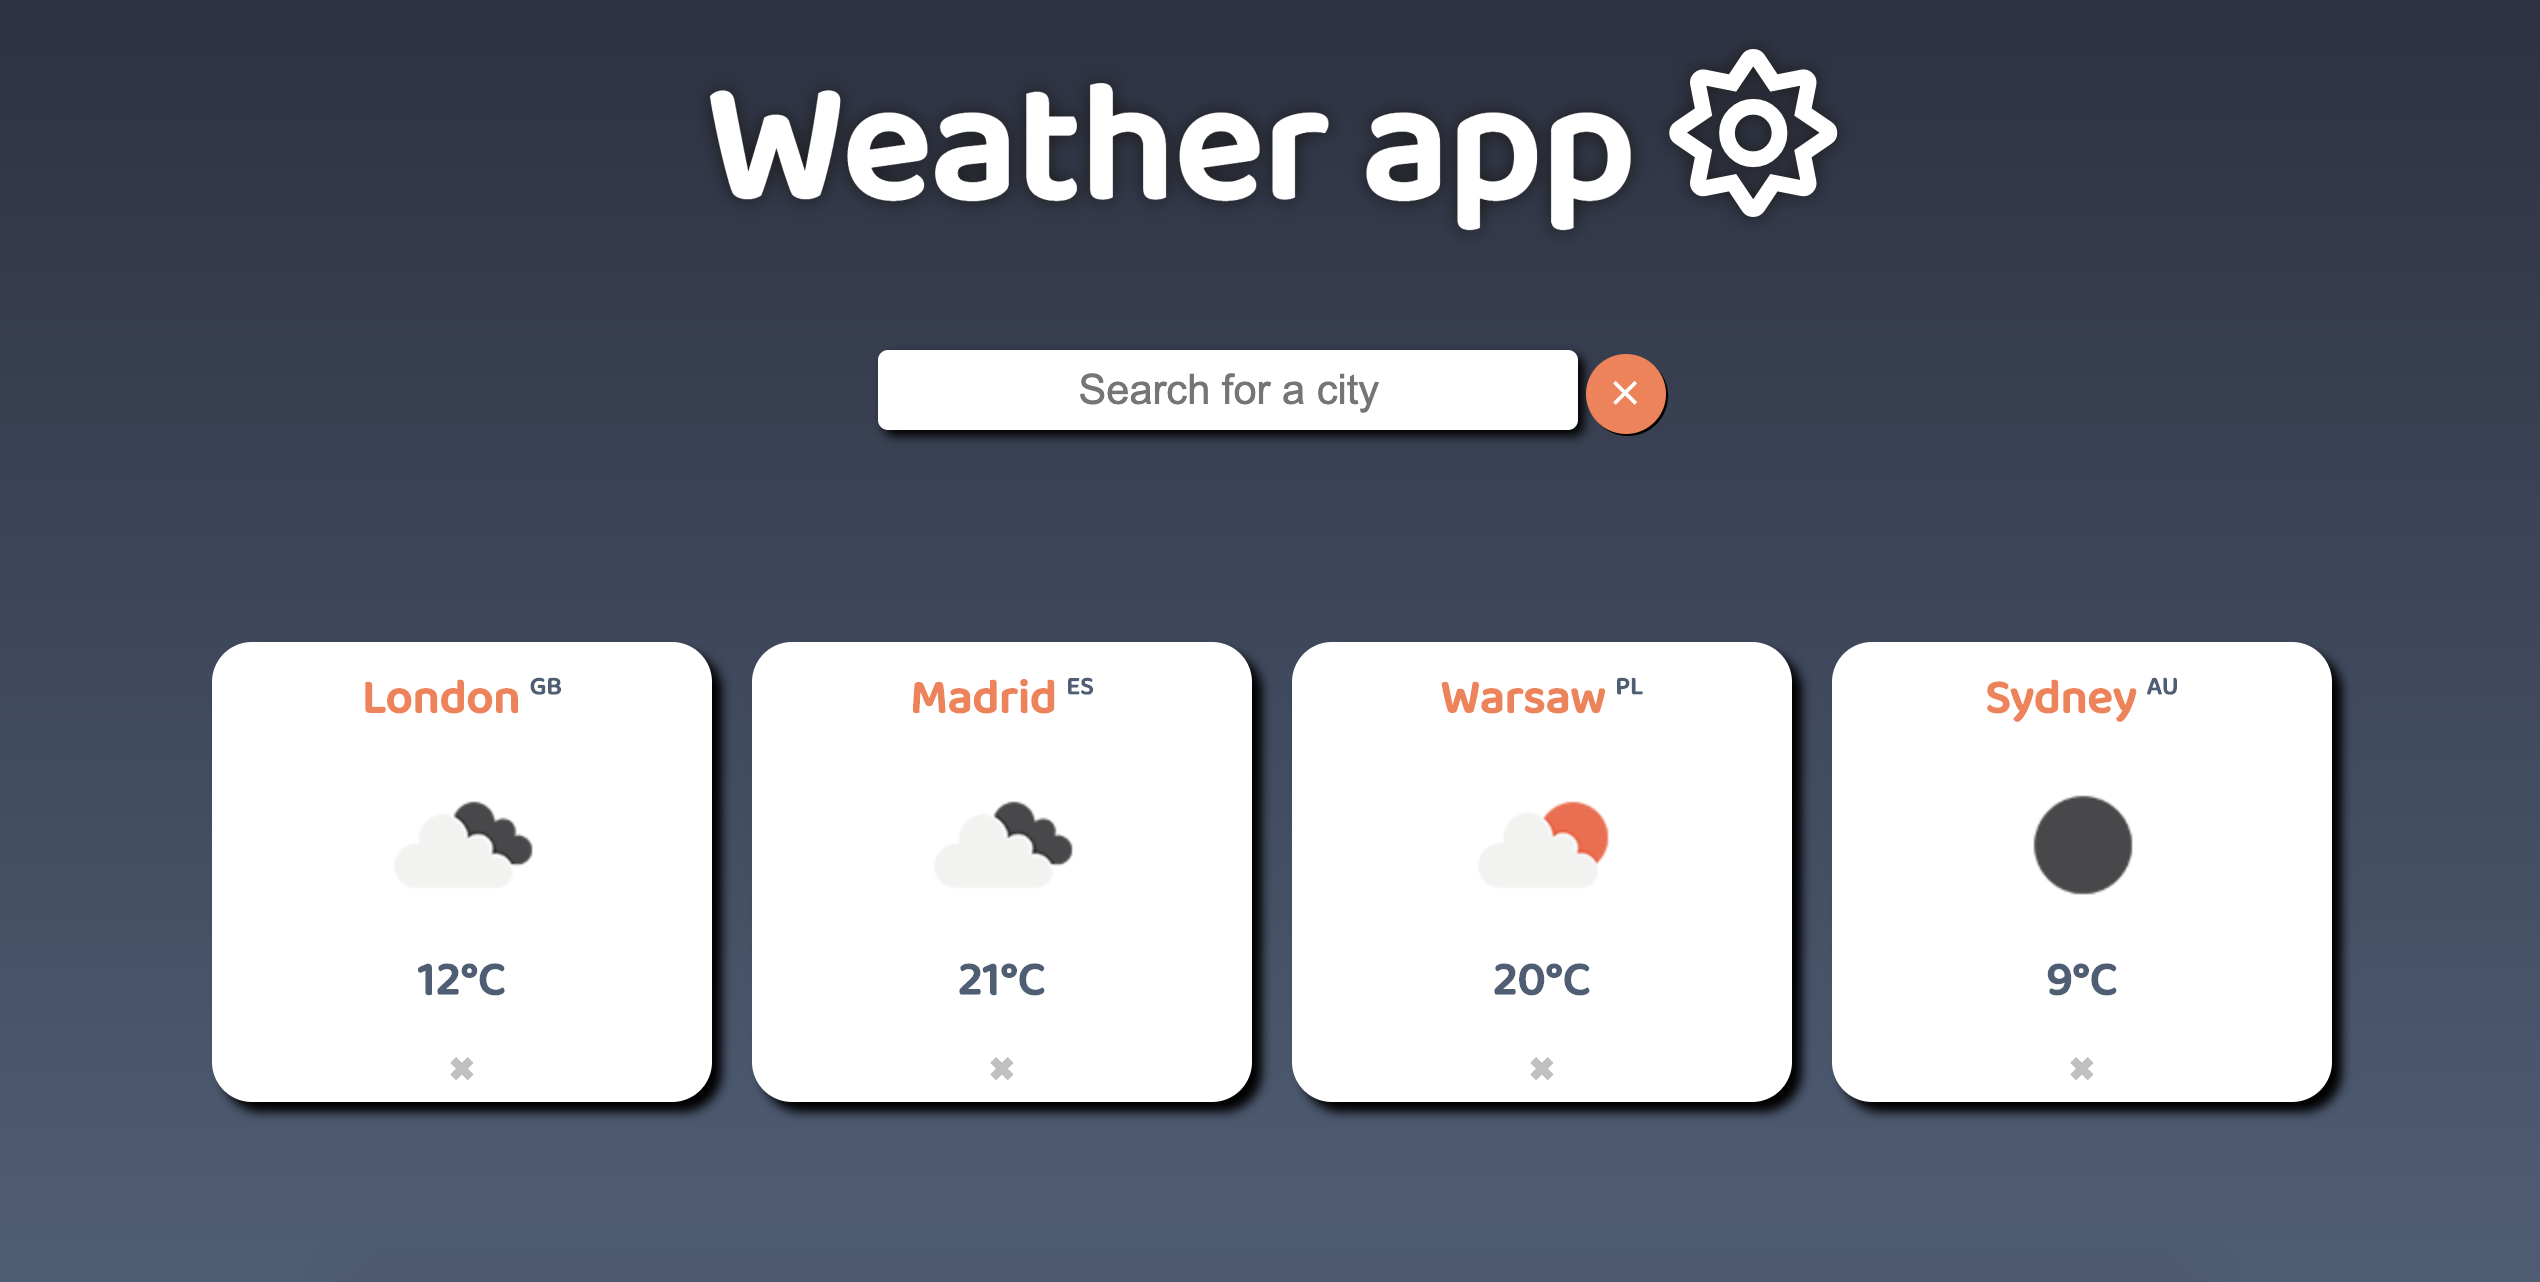 Weather app
Search for a city
London GB
Madrid ES
Warsaw PL
Sydney AU
12°C
21°C
20°C
9°C